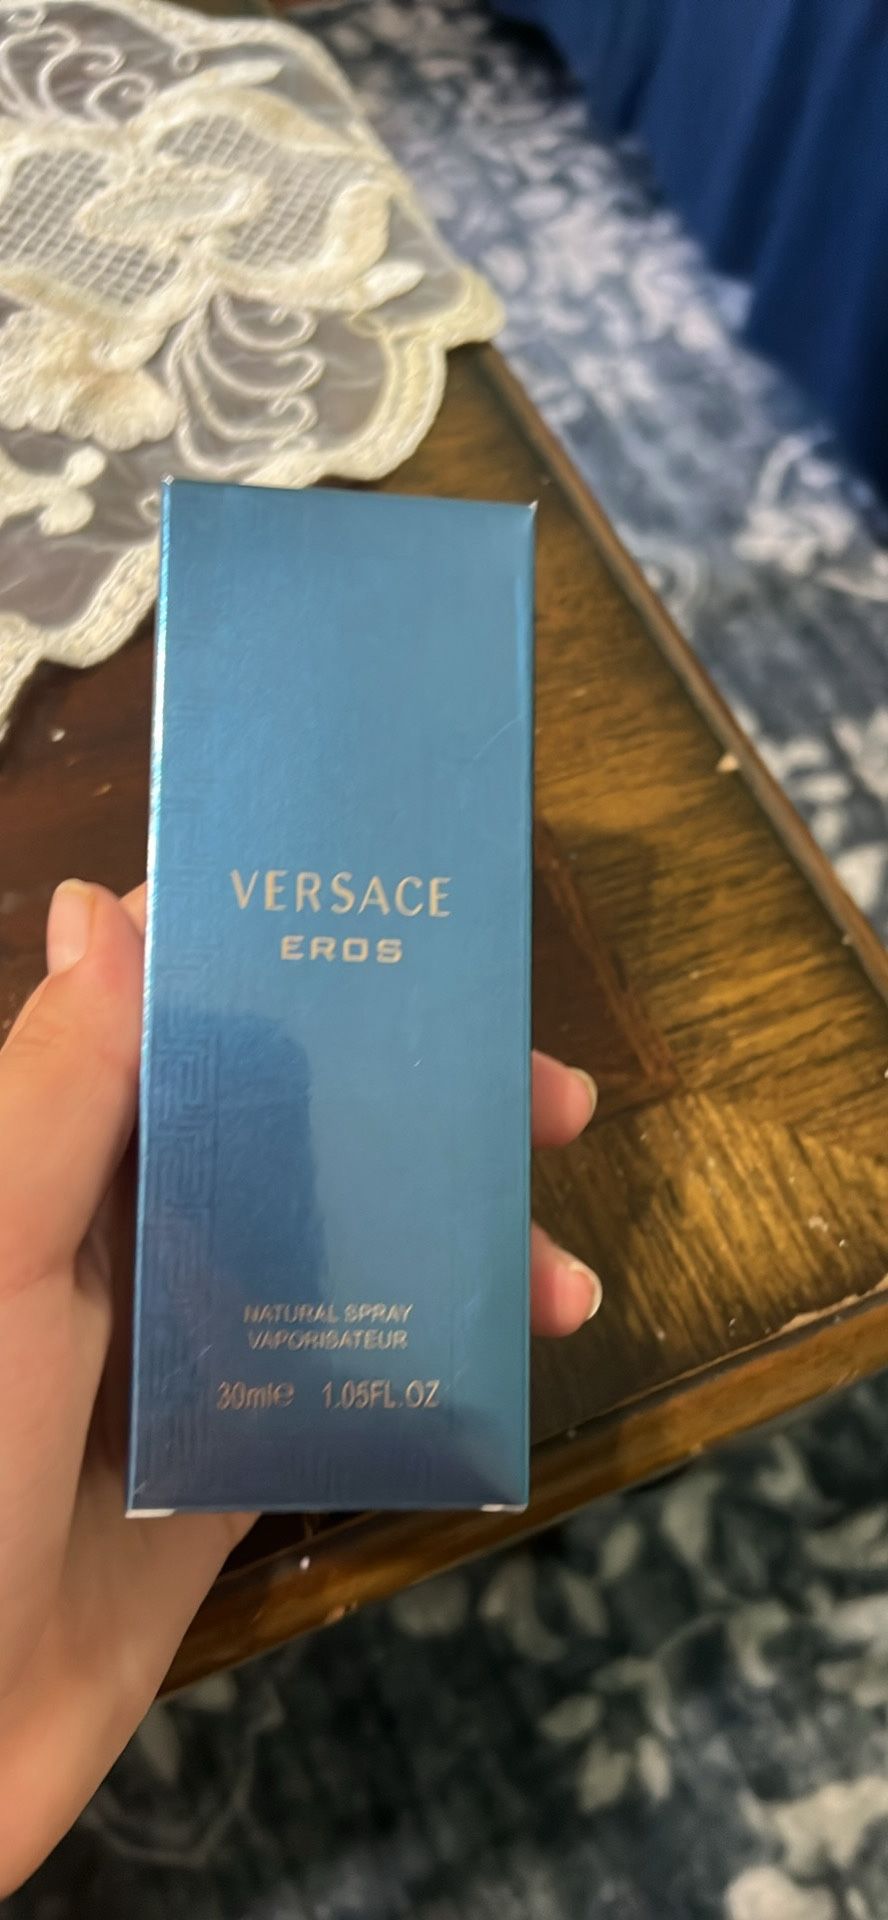 VERSACE
EROS
NATURAL SPRAY
VAPORISATEUR
30ml℮ 1.05FL.OZ